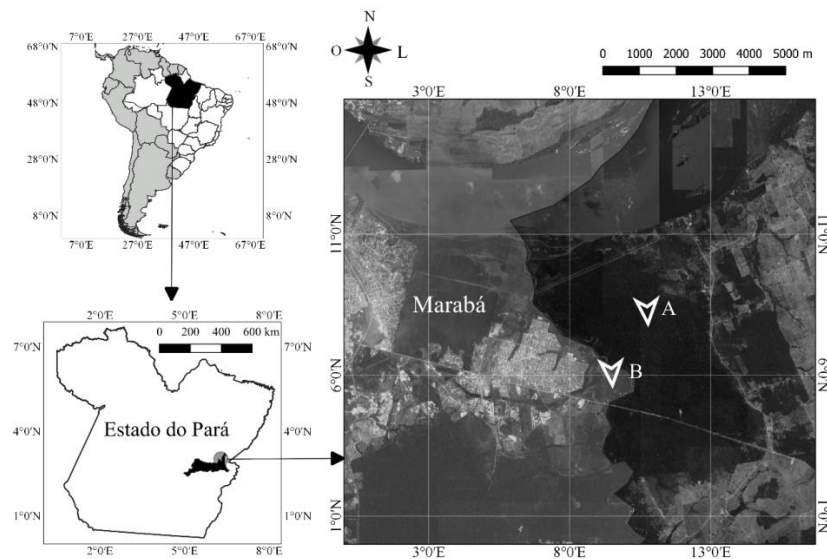 N
O L
S
0 1000 2000 3000 4000 5000 m
7°0'E 27°0'E 47°0'E 67°0'E
68°0'N 68°0'N
48°0'N 48°0'N
28°0'N 28°0'N
8°0'N 8°0'N
7°0'E 27°0'E 47°0'E 67°0'E
2°0'E 5°0'E 8°0'E
0 200 400 600 km
7°0'N 7°0'N
4°0'N 4°0'N
Estado do Pará
1°0'N 1°0'N
2°0'E 5°0'E 8°0'E
3°0'E 8°0'E 13°0'E
11°0'N 11°0'N
Marabá A
B
6°0'N 6°0'N
1°0'N 1°0'N
3°0'E 8°0'E 13°0'E